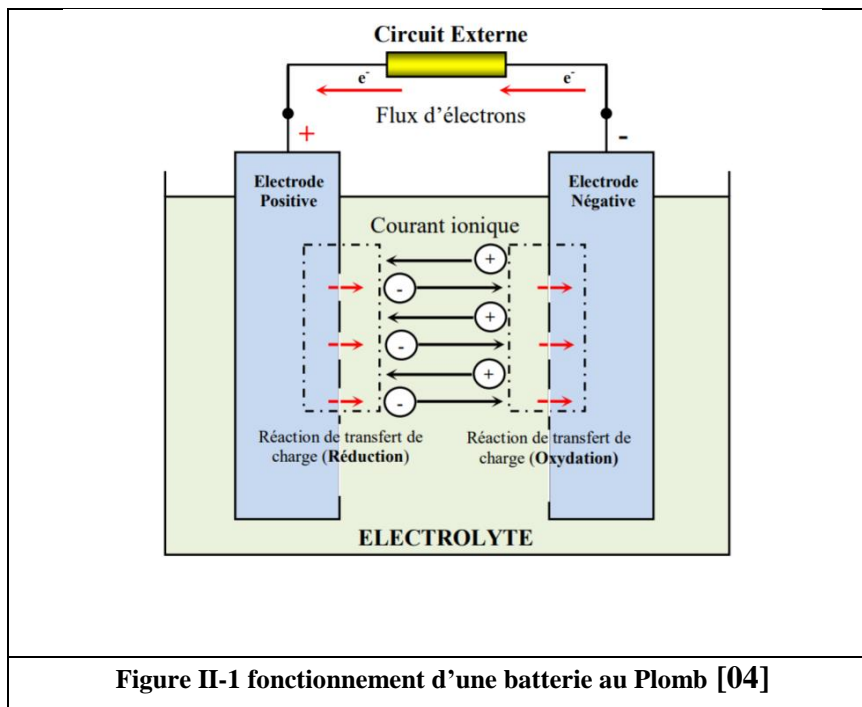 Circuit Externe
e- e-
Flux d'électrons
+ -
Electrode
Positive
Electrode
Négative
Courant ionique
+
-
+
-
+
-
Réaction de transfert de
charge (Réduction)
Réaction de transfert de
charge (Oxydation)
ELECTROLYTE
Figure II-1 fonctionnement d'une batterie au Plomb [04]